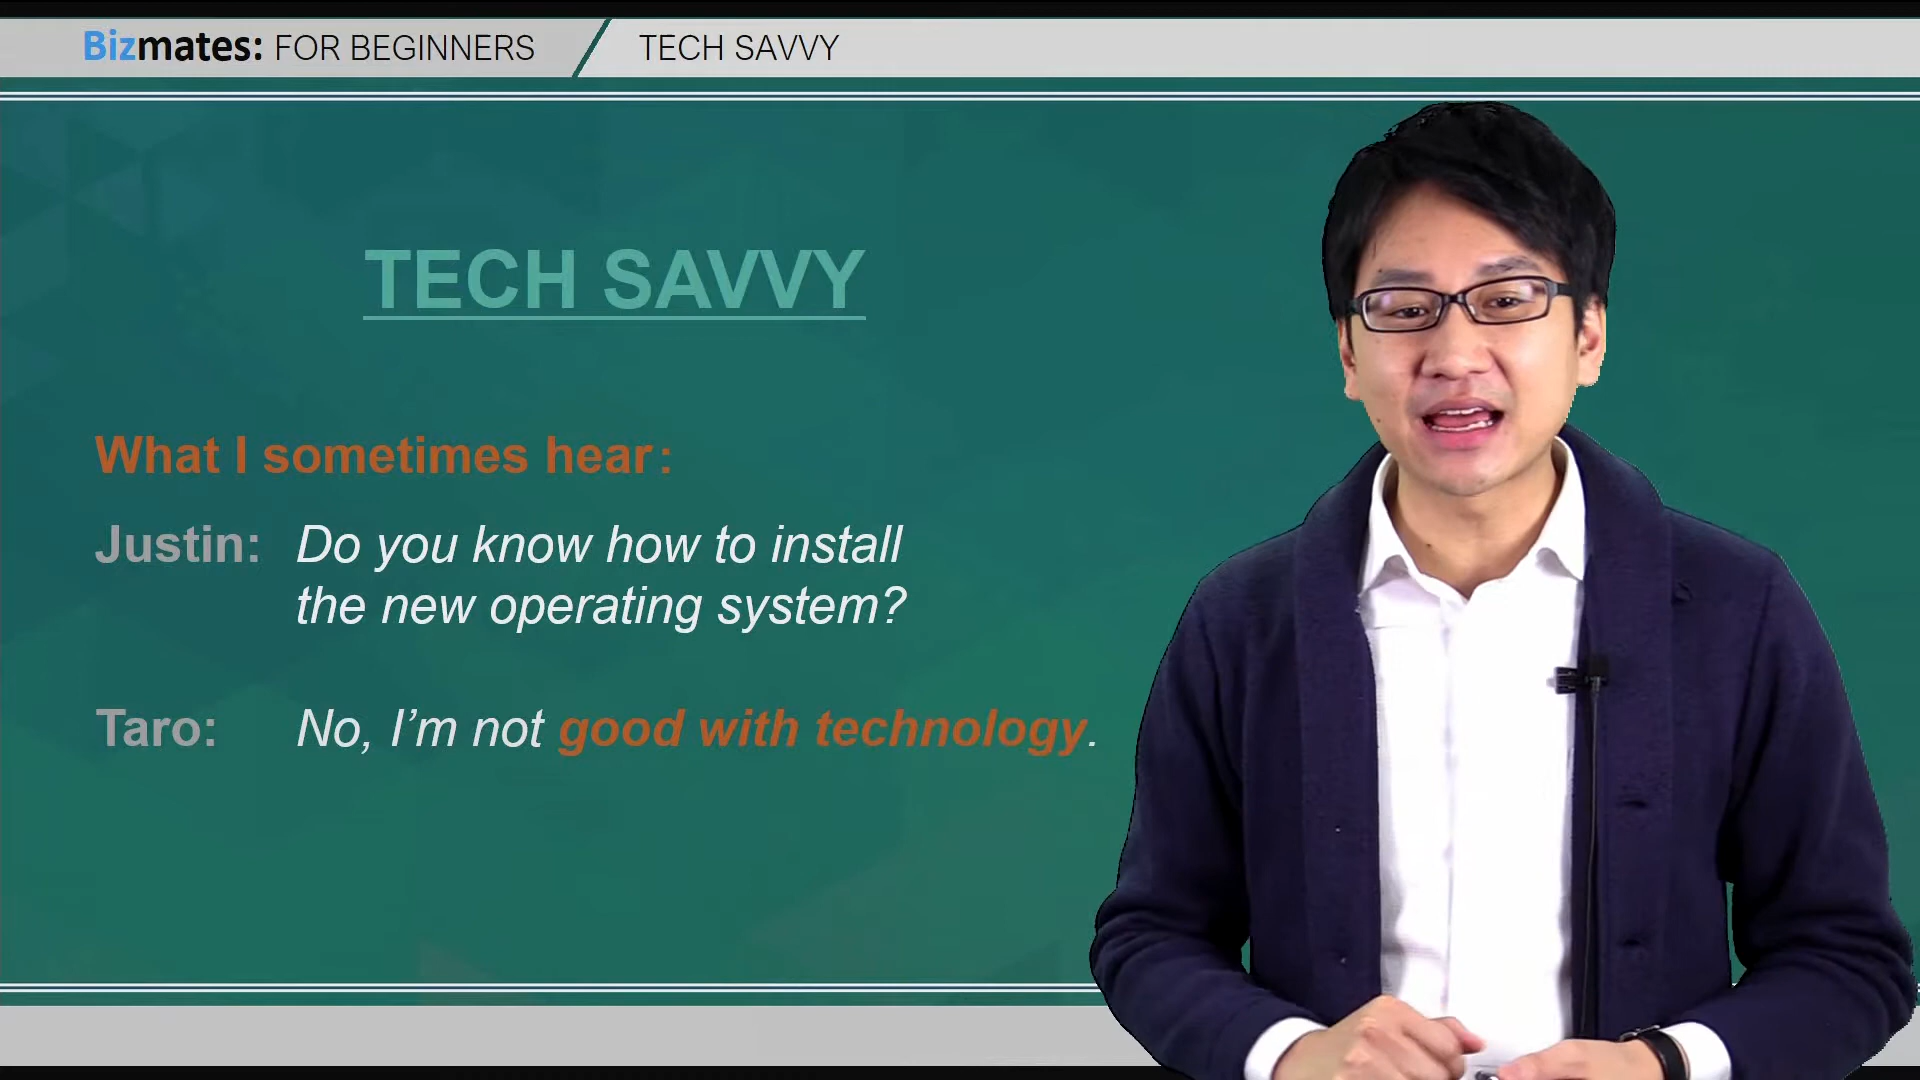 Bizmates: FOR BEGINNERS TECH SAVVY
TECH SAVVY
What I sometimes hear:
Justin: Do you know how to install
the new operating system?
Taro: No, I’m not good with technology.